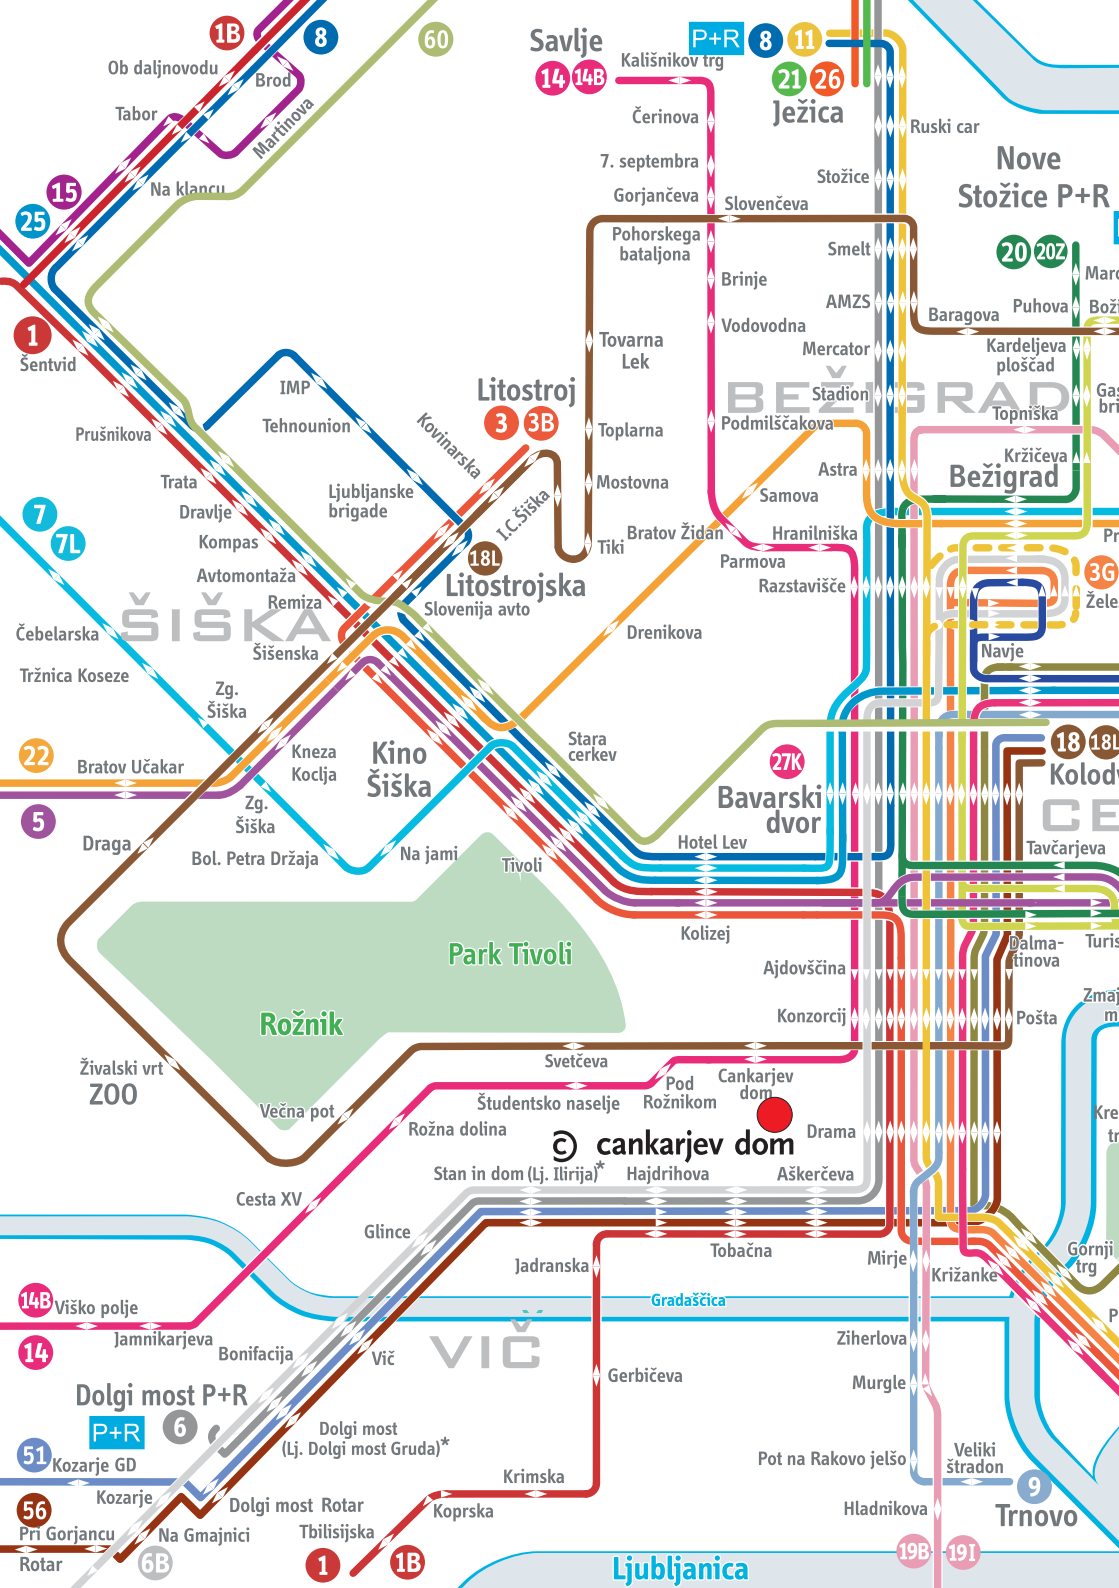 1B
8
60
Savlje
Kališnikov trg
14
14B
P+R
8
11
21
26
Ježica
Ob daljnovodu
Brod
Tabor
Martinova
Čerinova
Ruski car
7. septembra
Nove
Stožice P+R
15
Na klancu
Gorjančeva
Stožice
Slovenčeva
25
Pohorskega
bataljona
Smelt
20
20Z
Brinje
AMZS
Puhova
Baragova
Vodovodna
1
Šentvid
Tovarna
Lek
Mercator
Kardeljeva
ploščad
IMP
Litostroj
BEŽIGRAD
Stadion
Topniška
3
3B
Kovinarska
Tehnounion
Prušnikova
Toplarna
Podmilščakova
Križečeva
Astra
Bežigrad
Trata
Ljubljanske
brigade
I.C.Šiška
Mostovna
Samova
Dravlje
7
7L
Kompas
Tiki
Bratov Židan
Hranilniška
18L
Litostrojska
Parmova
Avtomontaža
Razstavišče
3G
Remiza
Slovenija avto
ŠIŠKA
Čebelarska
Drenikova
Šišenska
Navje
Tržnica Koseze
Zg.
Šiška
22
Bratov Učakar
Kneza
Koclja
Kino
Šiška
Stara
cerkev
27K
18
18L
5
Zg.
Šiška
Bavarski
dvor
Draga
Bol. Petra Držaja
Na jami
Tivoli
Hotel Lev
Tavčarjeva
Kolizej
Park Tivoli
Dalma-
tinova
Ajdovščina
Rožnik
Konzorcij
Pošta
Živalski vrt
ZOO
Svetčeva
Cankarjev
dom
Pod
Rožnikom
Večna pot
Študentsko naselje
Rožna dolina
cankarjev dom
Drama
Stan in dom (Lj. Ilirija)*
Hajdrihova
Aškerčeva
Cesta XV
Glince
Tobačna
Jadranska
Mirje
Križanke
Gornji
trg
14B
Viško polje
Gradaščica
Jamnikarjeva
14
VIČ
Bonifacija
Vič
Ziherlova
Gerbičeva
Murgle
Dolgi most P+R
P+R
6
Dolgi most
(Lj. Dolgi most Gruda)*
51
Kozarje GD
Pot na Rakovo jelšo
Veliki
štradon
Krimska
9
Trnovo
Kozarje
56
Dolgi most Rotar
Koprska
Hladnikova
Pri Gorjancu
Na Gmajnici
Tbilisijska
Rotar
6B
1
1B
19B
19I
Ljubljanica